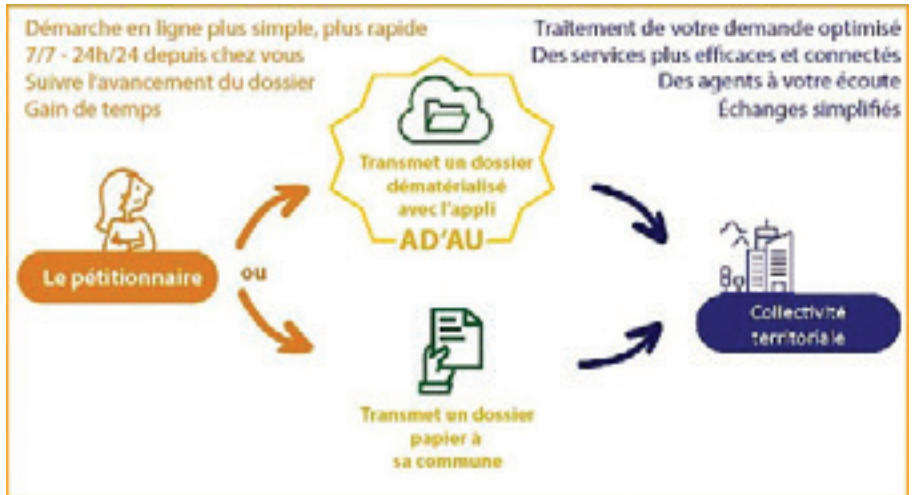 Démarche en ligne plus simple, plus rapide
7/7 - 24h/24 depuis chez vous
Suivre l'avancement du dossier
Gain de temps
Traitement de votre demande optimisé
Des services plus efficaces et connectés
Des agents à votre écoute
Échanges simplifiés
Transmet un dossier
dématérialisé
avec l'appli
AD'AU
Le pétitionnaire
ou
Collectivité
territoriale
Transmet un dossier
papier à
sa commune